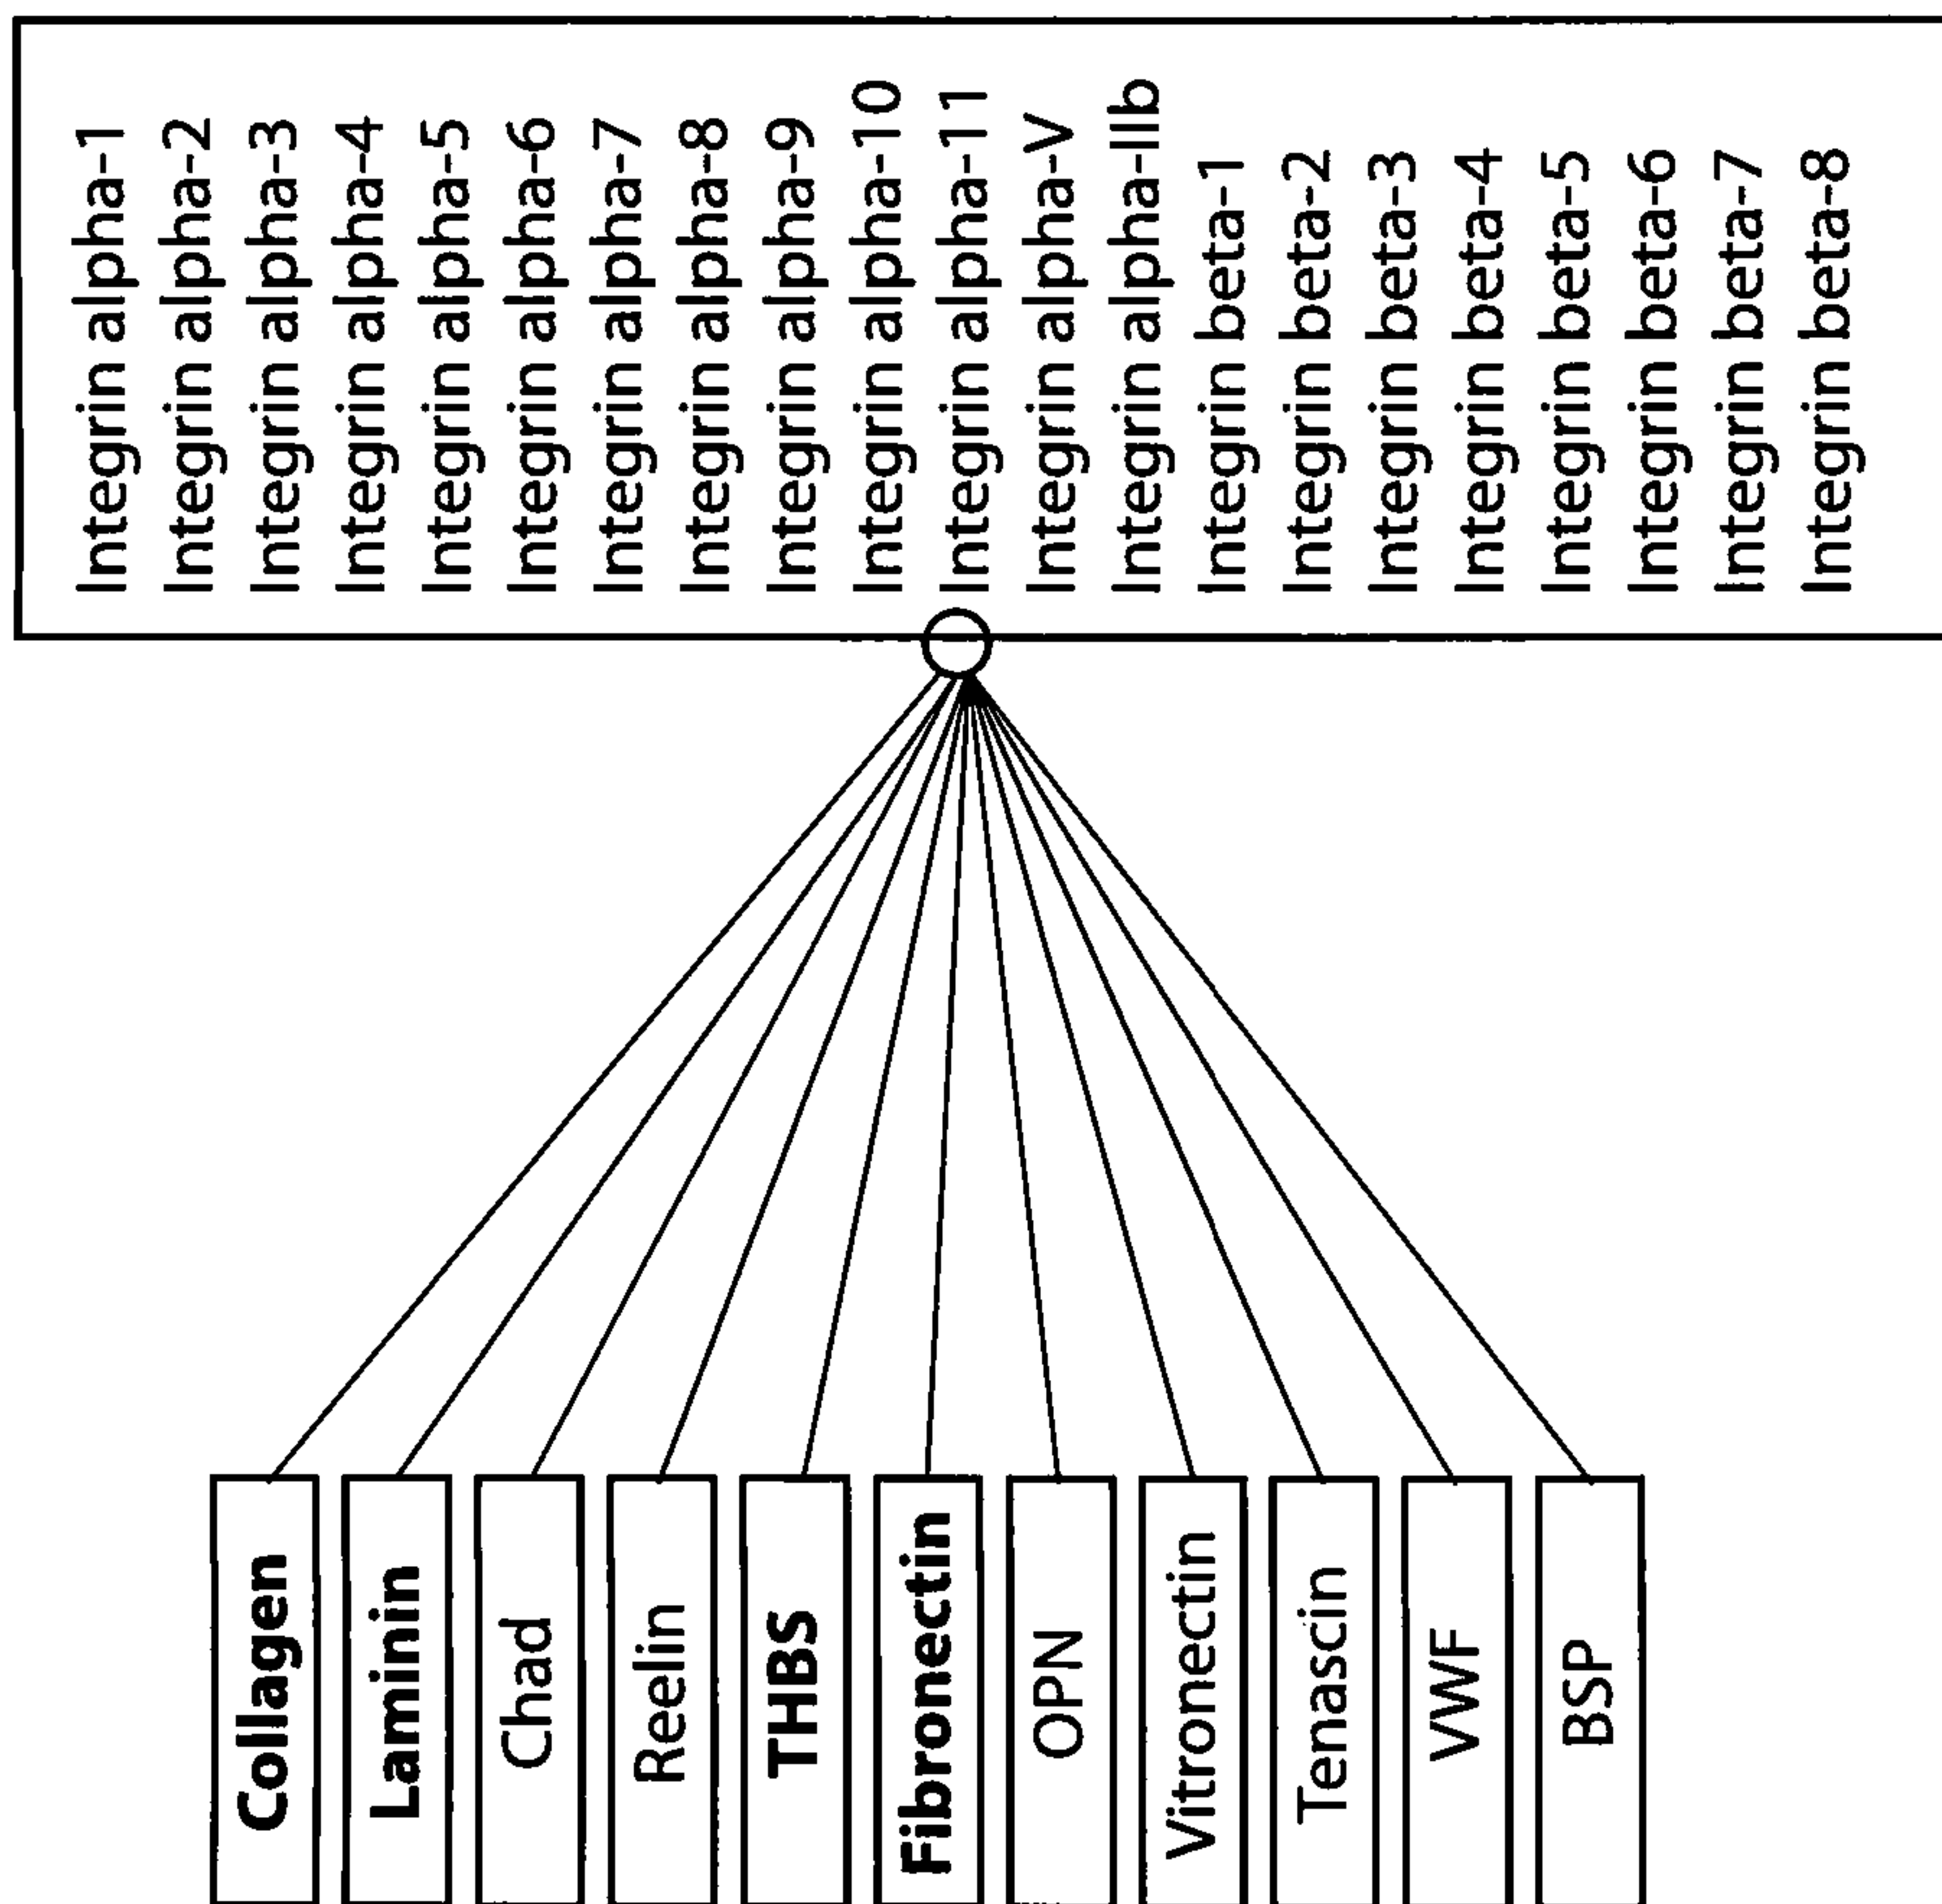 Collagen
Laminin
Chad
Reelin
THBS
Fibronectin
OPN
Vitronectin
Tenascin
VWF
BSP
Integrin alpha-1
Integrin alpha-2
Integrin alpha-3
Integrin alpha-4
Integrin alpha-5
Integrin alpha-6
Integrin alpha-7
Integrin alpha-8
Integrin alpha-9
Integrin alpha-10
Integrin alpha-11
Integrin alpha-V
Integrin alpha-IIb
Integrin beta-1
Integrin beta-2
Integrin beta-3
Integrin beta-4
Integrin beta-5
Integrin beta-6
Integrin beta-7
Integrin beta-8